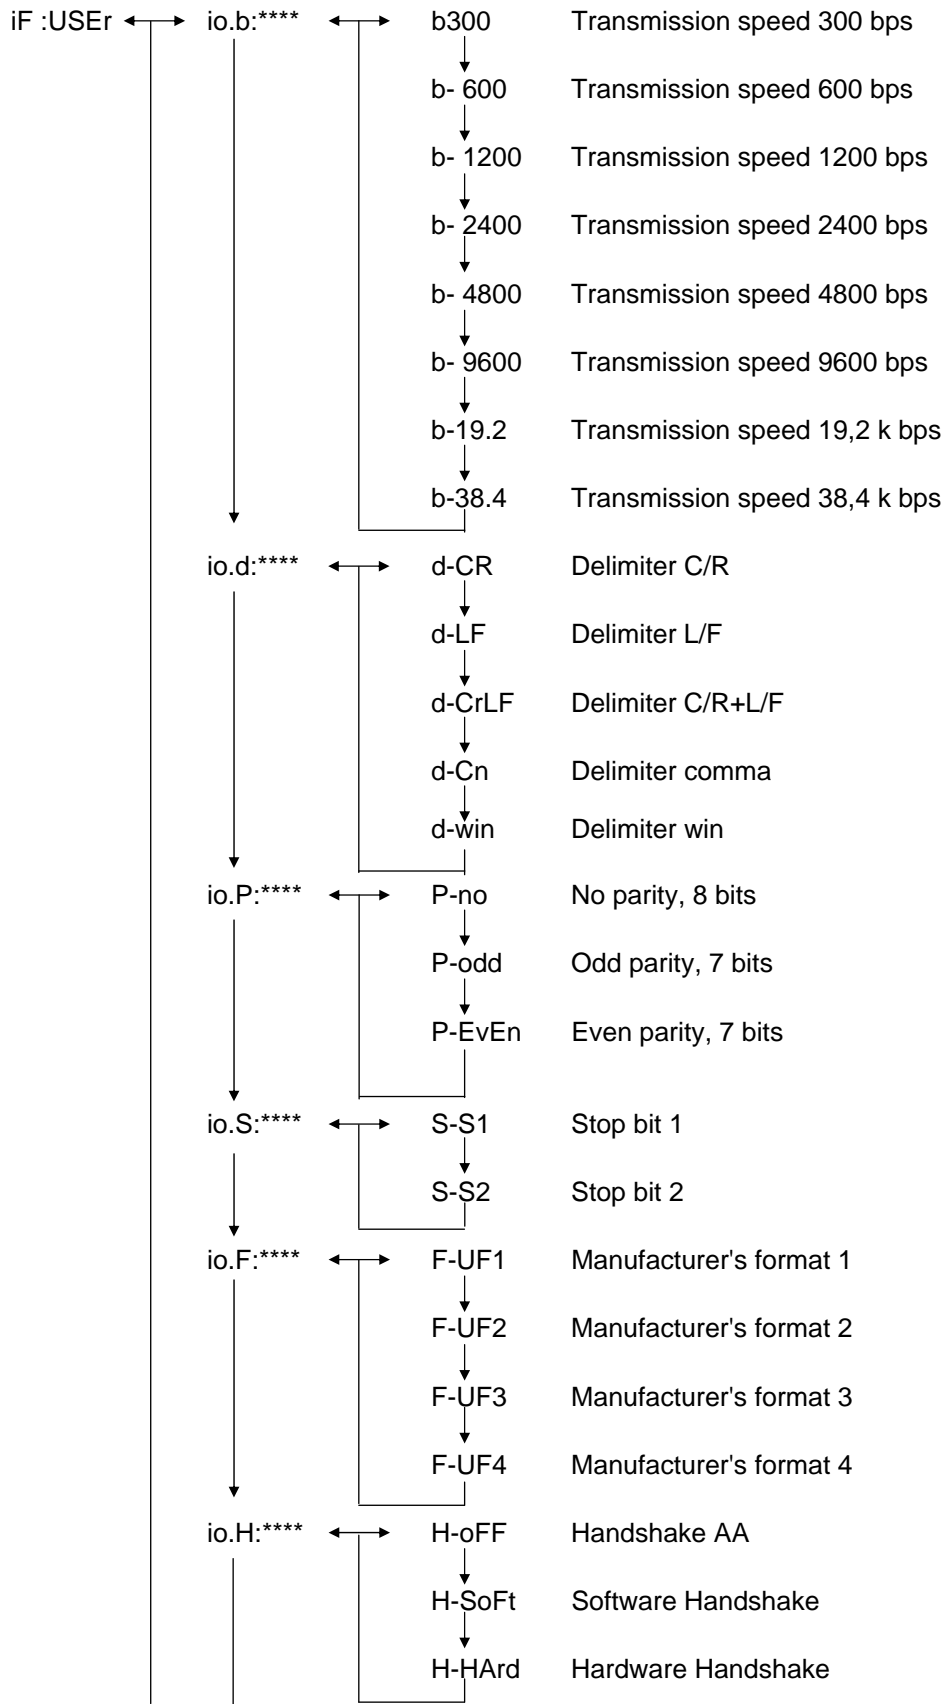 iF :USEr io.b:**** b300 Transmission speed 300 bps
b- 600 Transmission speed 600 bps
b- 1200 Transmission speed 1200 bps
b- 2400 Transmission speed 2400 bps
b- 4800 Transmission speed 4800 bps
b- 9600 Transmission speed 9600 bps
b-19.2 Transmission speed 19,2 k bps
b-38.4 Transmission speed 38,4 k bps
io.d:**** d-CR Delimiter C/R
d-LF Delimiter L/F
d-CrLF Delimiter C/R+L/F
d-Cn Delimiter comma
d-win Delimiter win
io.P:**** P-no No parity, 8 bits
P-odd Odd parity, 7 bits
P-EvEn Even parity, 7 bits
io.S:**** S-S1 Stop bit 1
S-S2 Stop bit 2
io.F:**** F-UF1 Manufacturer's format 1
F-UF2 Manufacturer's format 2
F-UF3 Manufacturer's format 3
F-UF4 Manufacturer's format 4
io.H:**** H-oFF Handshake AA
H-SoFt Software Handshake
H-HArd Hardware Handshake